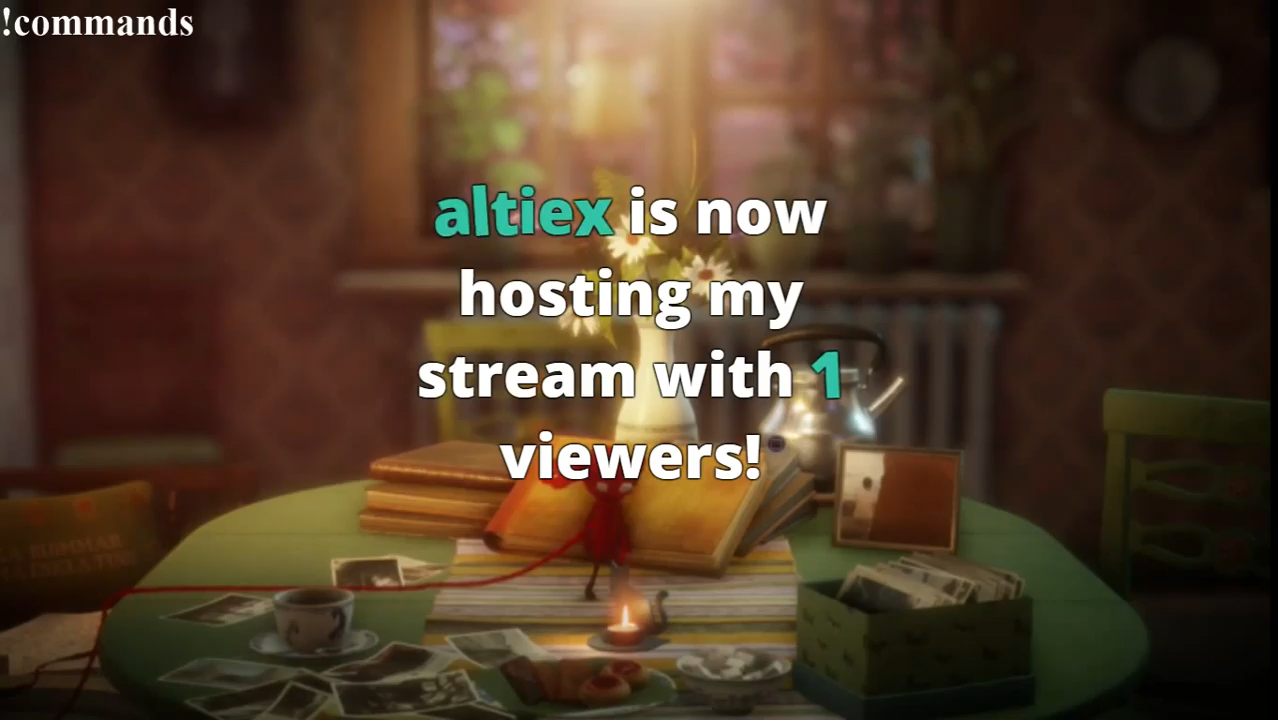 !commands
altiex is now
hosting my
stream with 1
viewers!